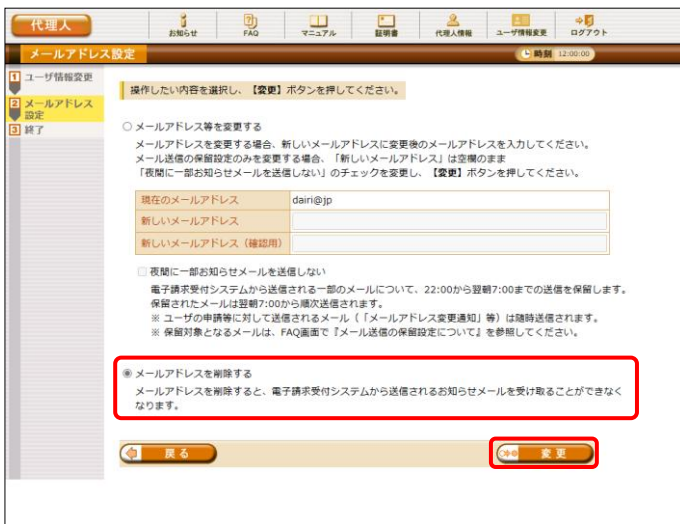 代理人
お知らせ
FAQ
マニュアル
証明書
代理人情報
ユーザ情報変更
ログアウト
メールアドレス設定
時刻 12:00:00
1 ユーザ情報変更
2 メールアドレス
設定
3 終了
操作したい内容を選択し、【変更】ボタンを押してください。
メールアドレス等を変更する
メールアドレスを変更する場合、新しいメールアドレスに変更後のメールアドレスを入力してください。
メール送信の保留設定のみを変更する場合、「新しいメールアドレス」は空欄のまま
「夜間に一部お知らせメールを送信しない」のチェックを変更し、【変更】ボタンを押してください。
現在のメールアドレス dairi@jp
新しいメールアドレス
新しいメールアドレス（確認用）
夜間に一部お知らせメールを送信しない
電子請求受付システムから送信される一部のメールについて、22:00から翌朝7:00までの送信を保留します。
保留されたメールは翌朝7:00から順次送信されます。
※ ユーザの申請等に対して送信されるメール（「メールアドレス変更通知」等）は随時送信されます。
※ 保留対象となるメールは、FAQ画面で『メール送信の保留設定について』を参照してください。
メールアドレスを削除する
メールアドレスを削除すると、電子請求受付システムから送信されるお知らせメールを受け取ることができなく
なります。
戻る
変更